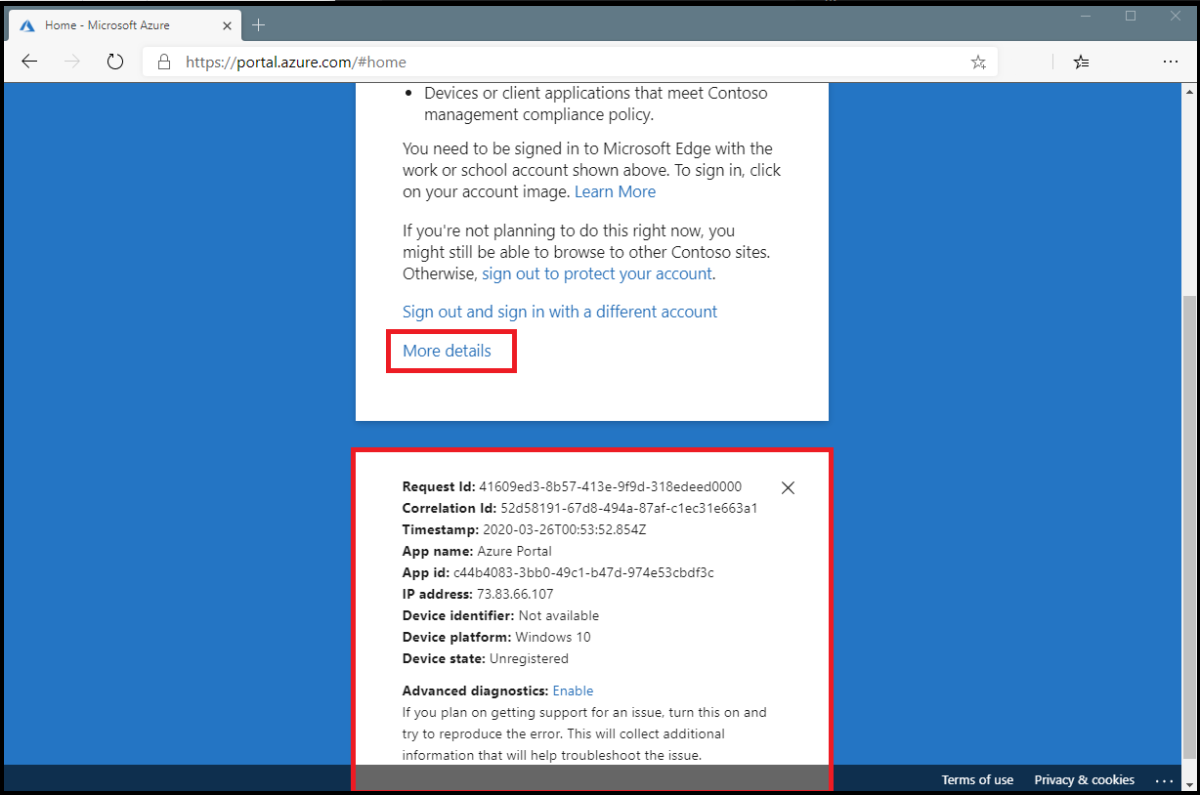 Home - Microsoft Azure
https://portal.azure.com/#home
Devices or client applications that meet Contoso
management compliance policy.
You need to be signed in to Microsoft Edge with the
work or school account shown above. To sign in, click
on your account image. Learn More
If you're not planning to do this right now, you
might still be able to browse to other Contoso sites.
Otherwise, sign out to protect your account.
Sign out and sign in with a different account
More details
Request Id: 41609ed3-8b57-413e-9f9d-318edeed0000
Correlation Id: 52d58191-67d8-494a-87af-c1ec31e663a1
Timestamp: 2020-03-26T00:53:52.854Z
App name: Azure Portal
App id: c44b4083-3bb0-49c1-b47d-974e53cbdf3c
IP address: 73.83.66.107
Device identifier: Not available
Device platform: Windows 10
Device state: Unregistered
Advanced diagnostics: Enable
If you plan on getting support for an issue, turn this on and
try to reproduce the error. This will collect additional
information that will help troubleshoot the issue.
Terms of use Privacy & cookies ...